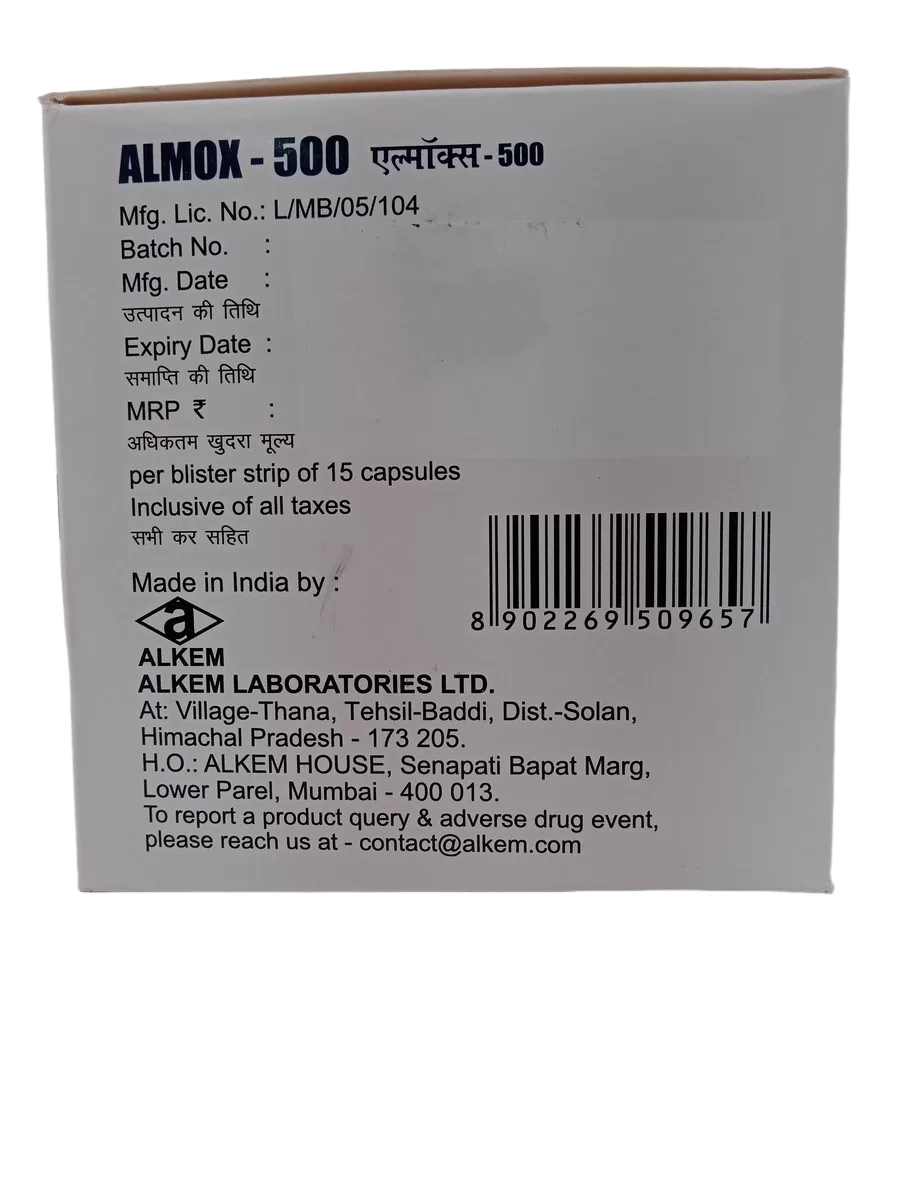 ALMOX - 500 एल्मॉक्स - 500
Mfg. Lic. No.: L/MB/05/104
Batch No. :
Mfg. Date :
उत्पादन की तिथि
Expiry Date :
समाप्ति की तिथि
MRP ₹ :
अधिकतम खुदरा मूल्य
per blister strip of 15 capsules
Inclusive of all taxes
सभी कर सहित
Made in India by :
8 902269 509657
a
ALKEM
ALKEM LABORATORIES LTD.
At: Village-Thana, Tehsil-Baddi, Dist.-Solan,
Himachal Pradesh - 173 205.
H.O.: ALKEM HOUSE, Senapati Bapat Marg,
Lower Parel, Mumbai - 400 013.
To report a product query & adverse drug event,
please reach us at - contact@alkem.com